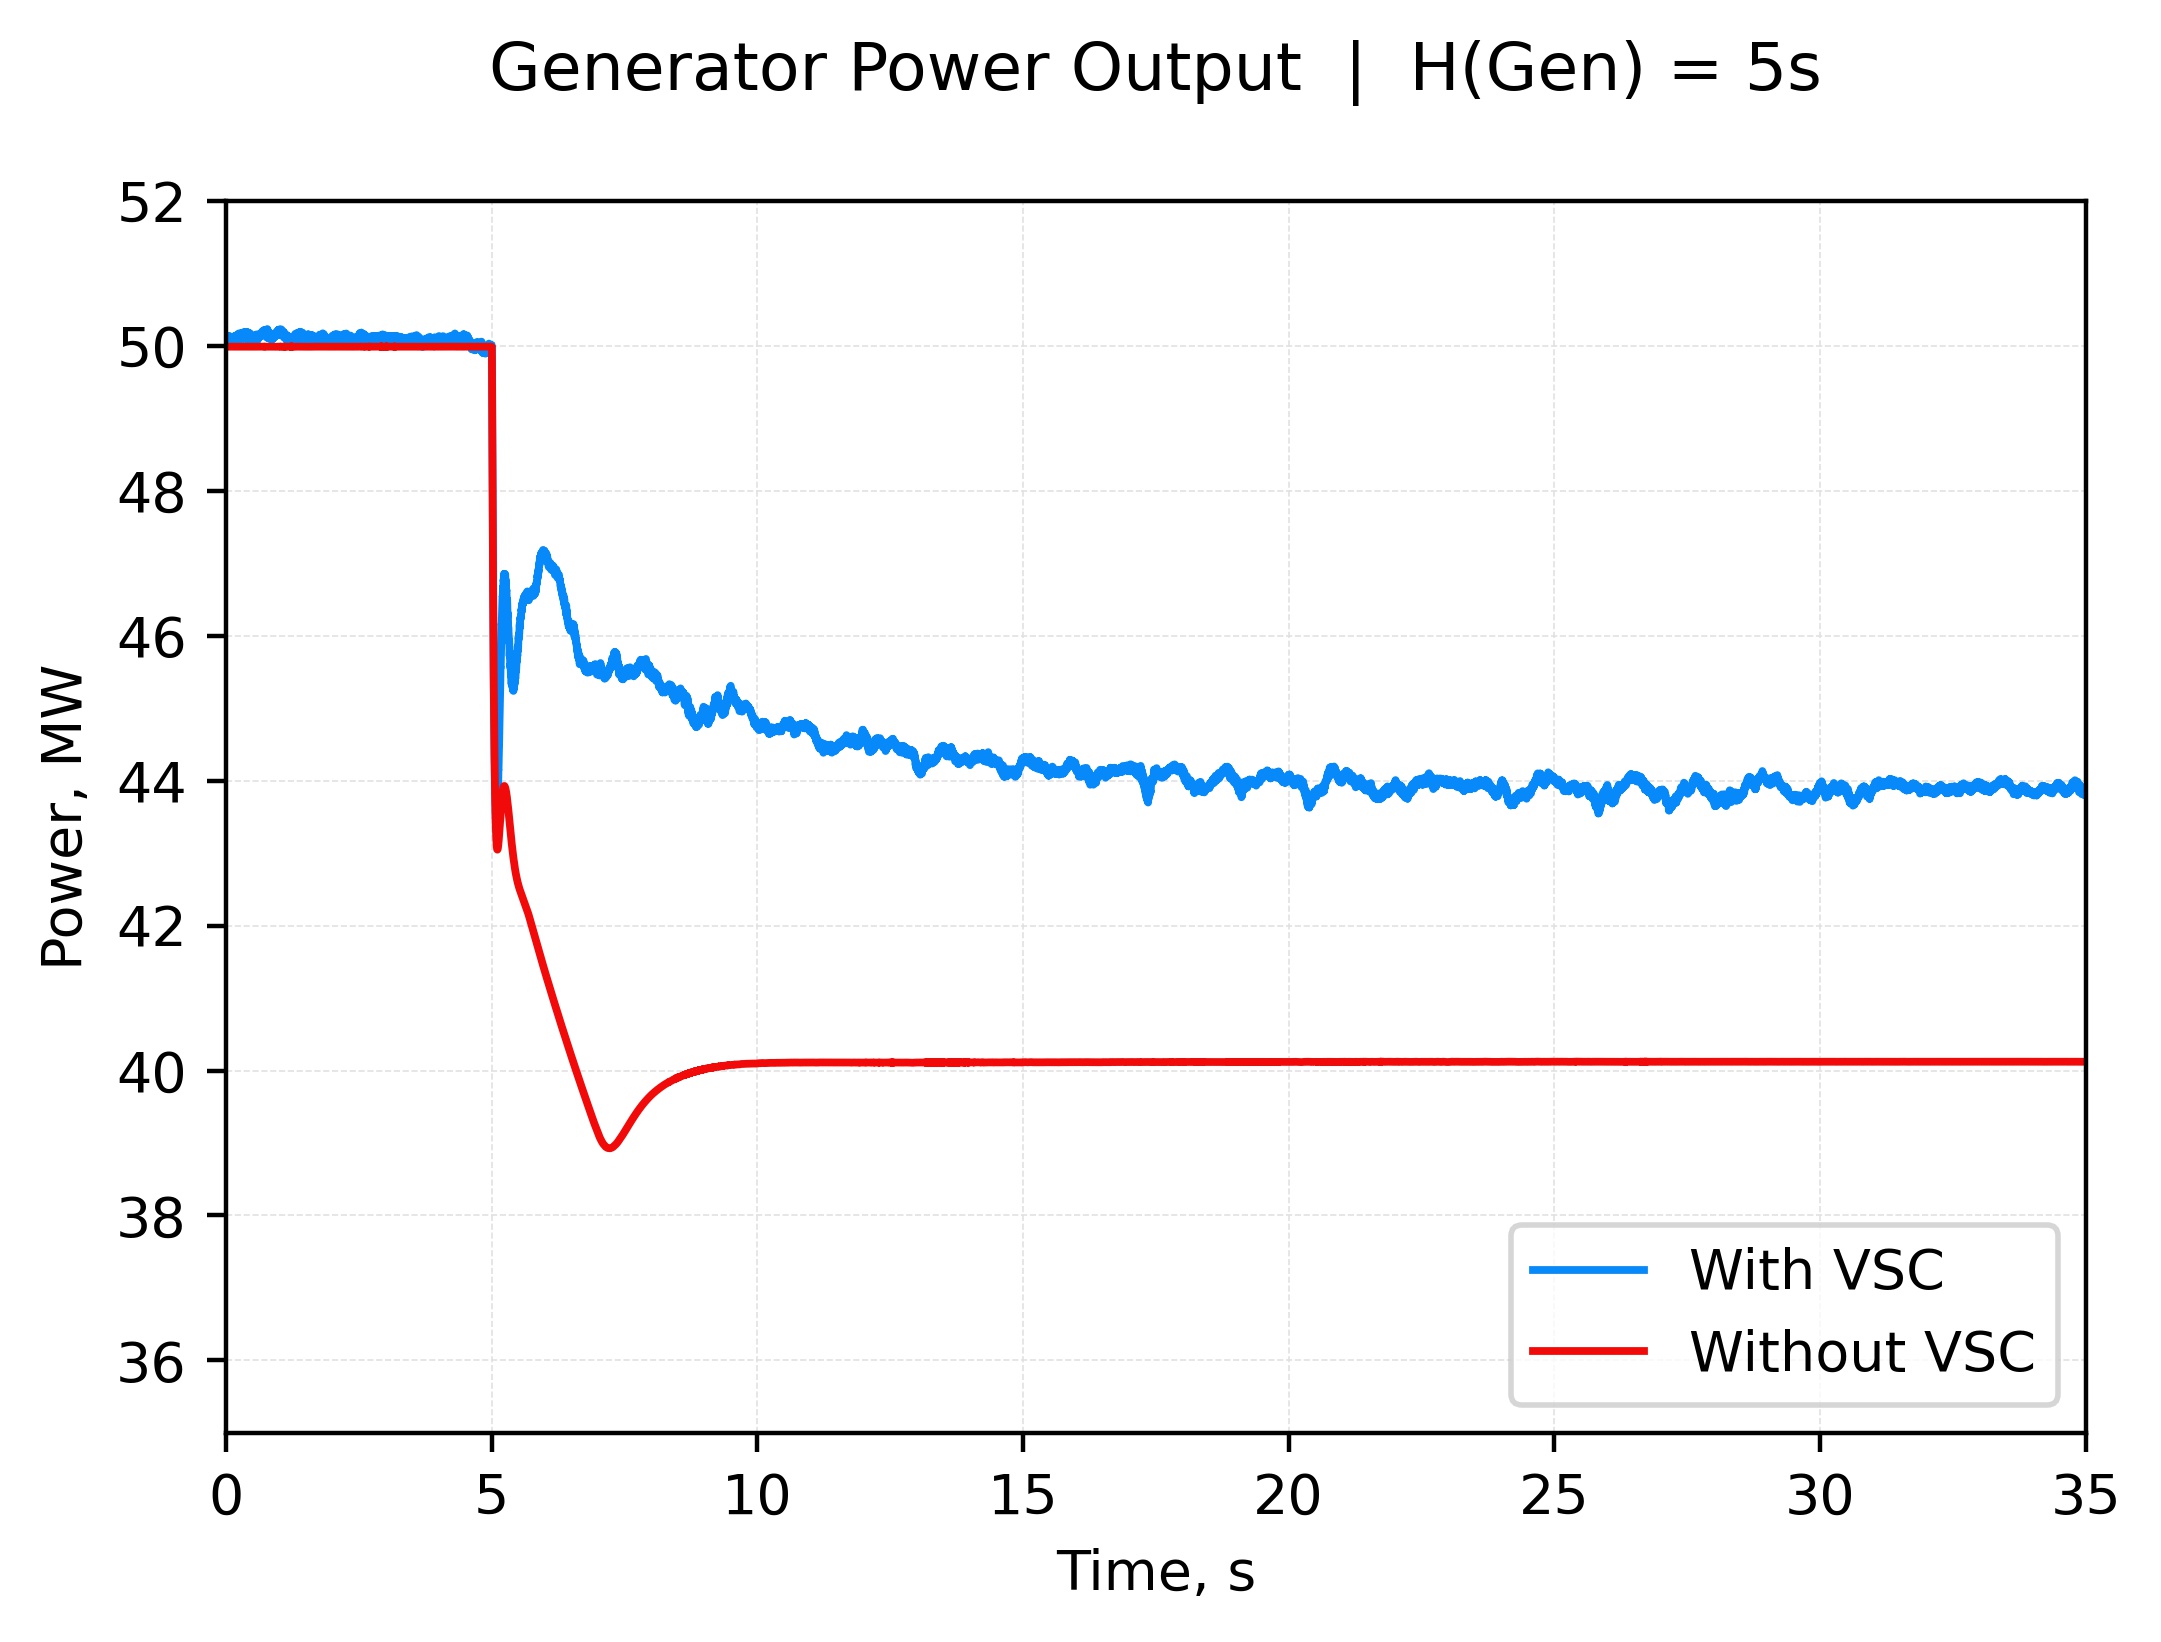 Generator Power Output | H(Gen) = 5s
52
50
48
46
44
42
40
38
36
Power, MW
With VSC
Without VSC
0 5 10 15 20 25 30 35
Time, s